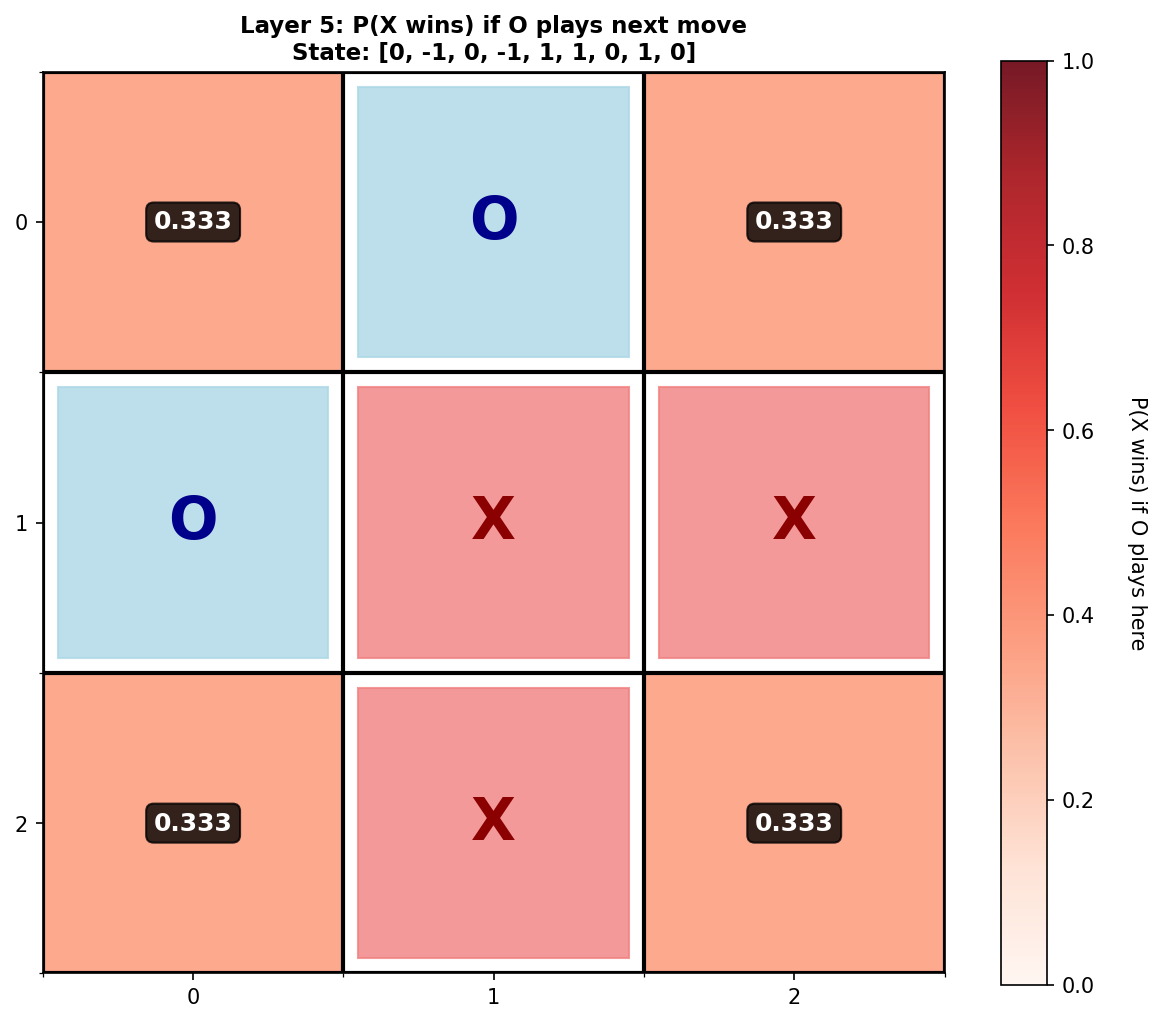 Layer 5: P(X wins) if O plays next move
State: [0, -1, 0, -1, 1, 1, 0, 1, 0]
0.333
O
0.333
O
X
X
0.333
X
0.333
0
1
2
0
1
2
1.0
0.8
0.6
0.4
0.2
0.0
P(X wins) if O plays here